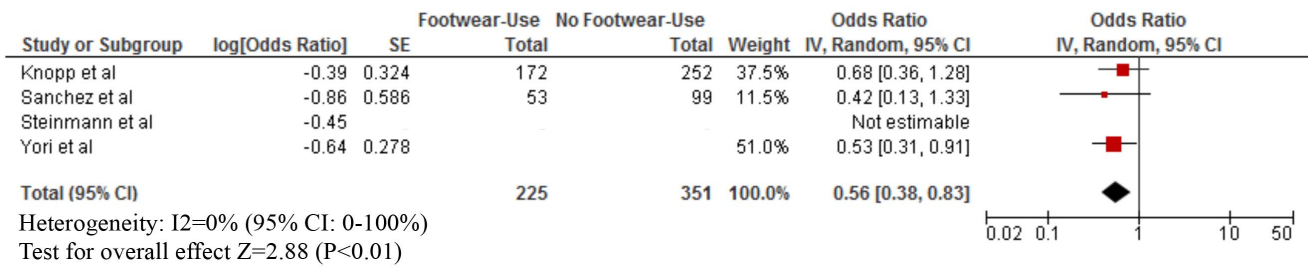 Footwear-Use No Footwear-Use Odds Ratio Odds Ratio
Study or Subgroup log[Odds Ratio] SE Total Total Weight IV, Random, 95% CI IV, Random, 95% CI
Knopp et al -0.39 0.324 172 252 37.5% 0.68 [0.36, 1.28]
Sanchez et al -0.86 0.586 53 99 11.5% 0.42 [0.13, 1.33]
Steinmann et al -0.45 Not estimable
Yori et al -0.64 0.278 51.0% 0.53 [0.31, 0.91]
Total (95% CI) 225 351 100.0% 0.56 [0.38, 0.83]
Heterogeneity: I2=0% (95% CI: 0-100%)
Test for overall effect Z=2.88 (P<0.01)
0.02 0.1 1 10 50